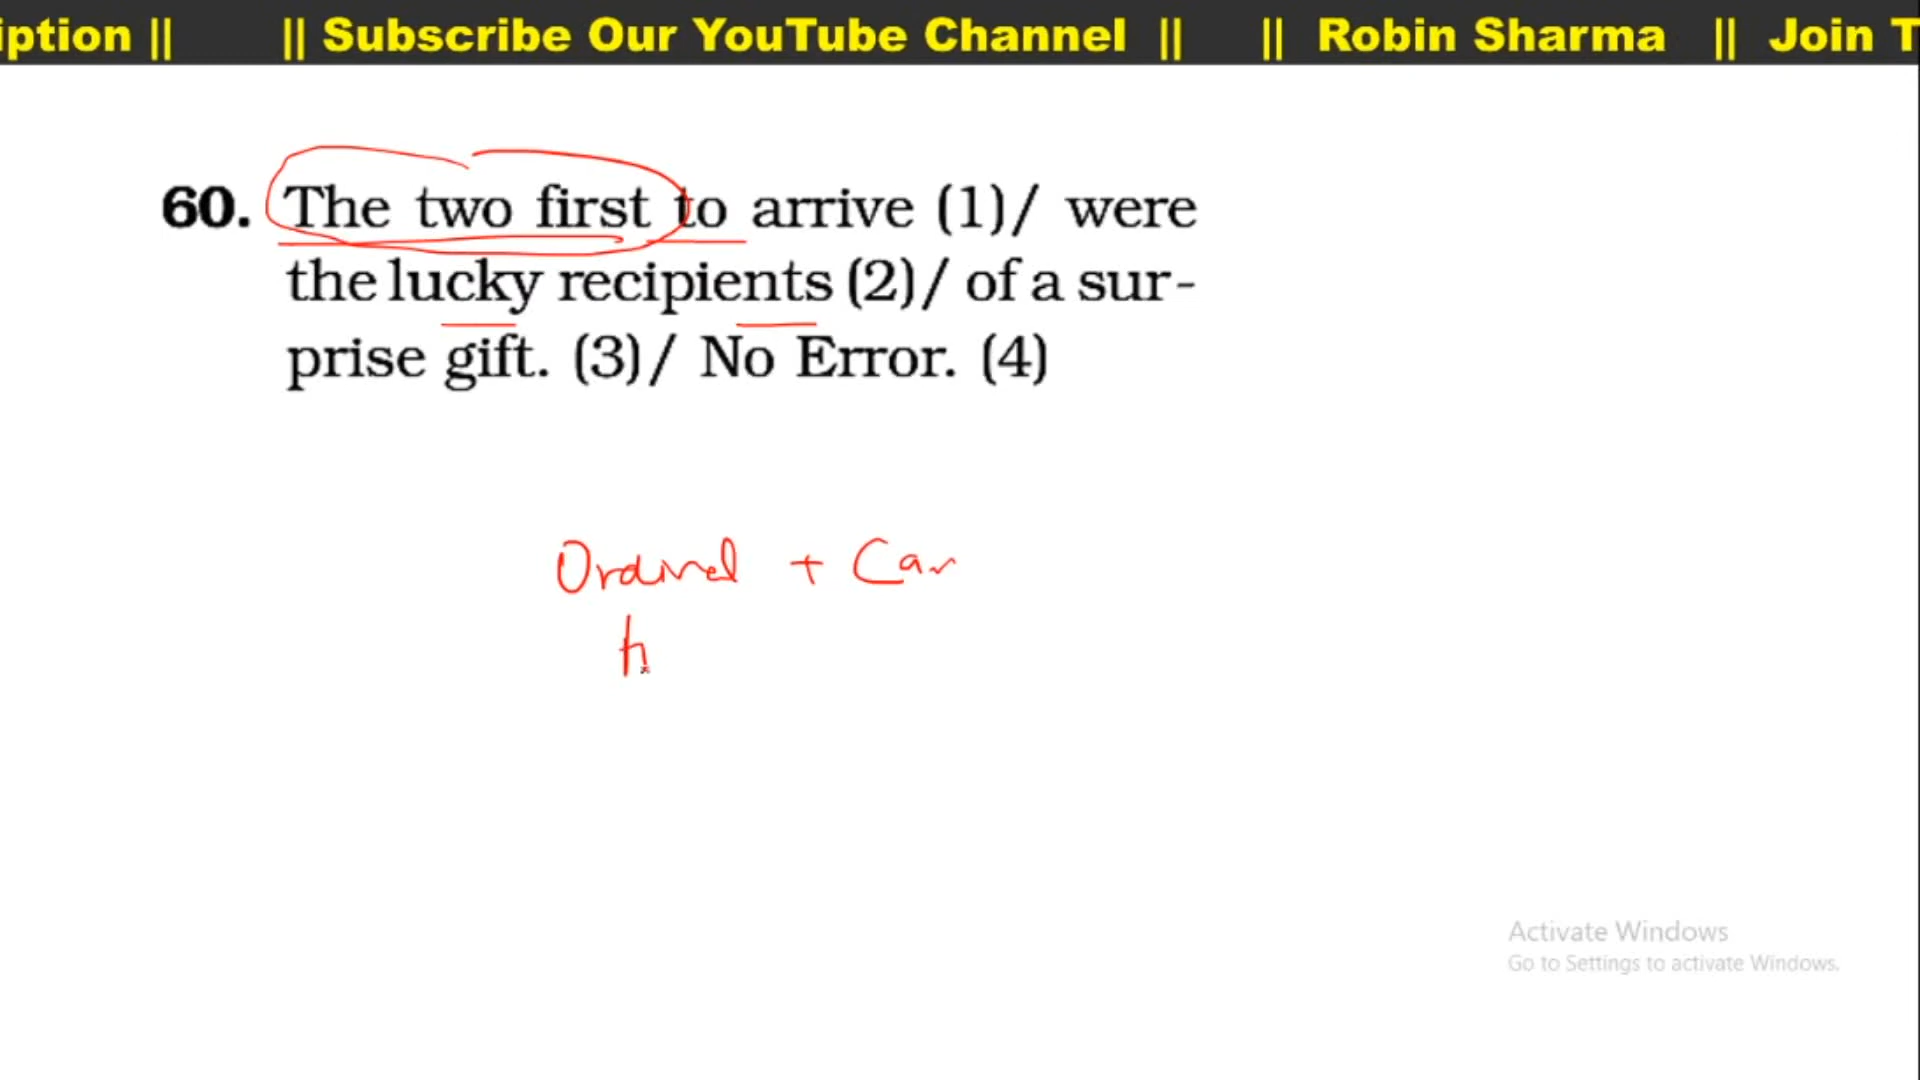 iption || || Subscribe Our YouTube Channel || || Robin Sharma || Join T
60. The two first to arrive (1)/ were
the lucky recipients (2)/ of a sur-
prise gift. (3)/ No Error. (4)
Ordinal + Car
Activate Windows
Go to Settings to activate Windows.